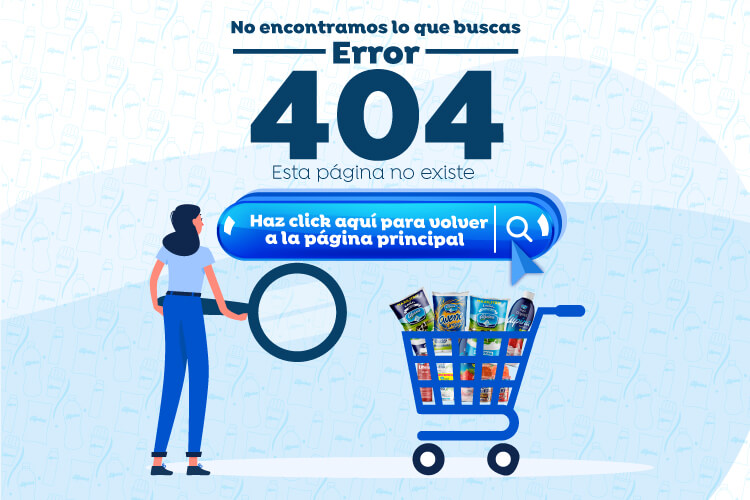 No encontramos lo que buscas
Error
404
Esta página no existe
Haz click aquí para volver
a la página principal